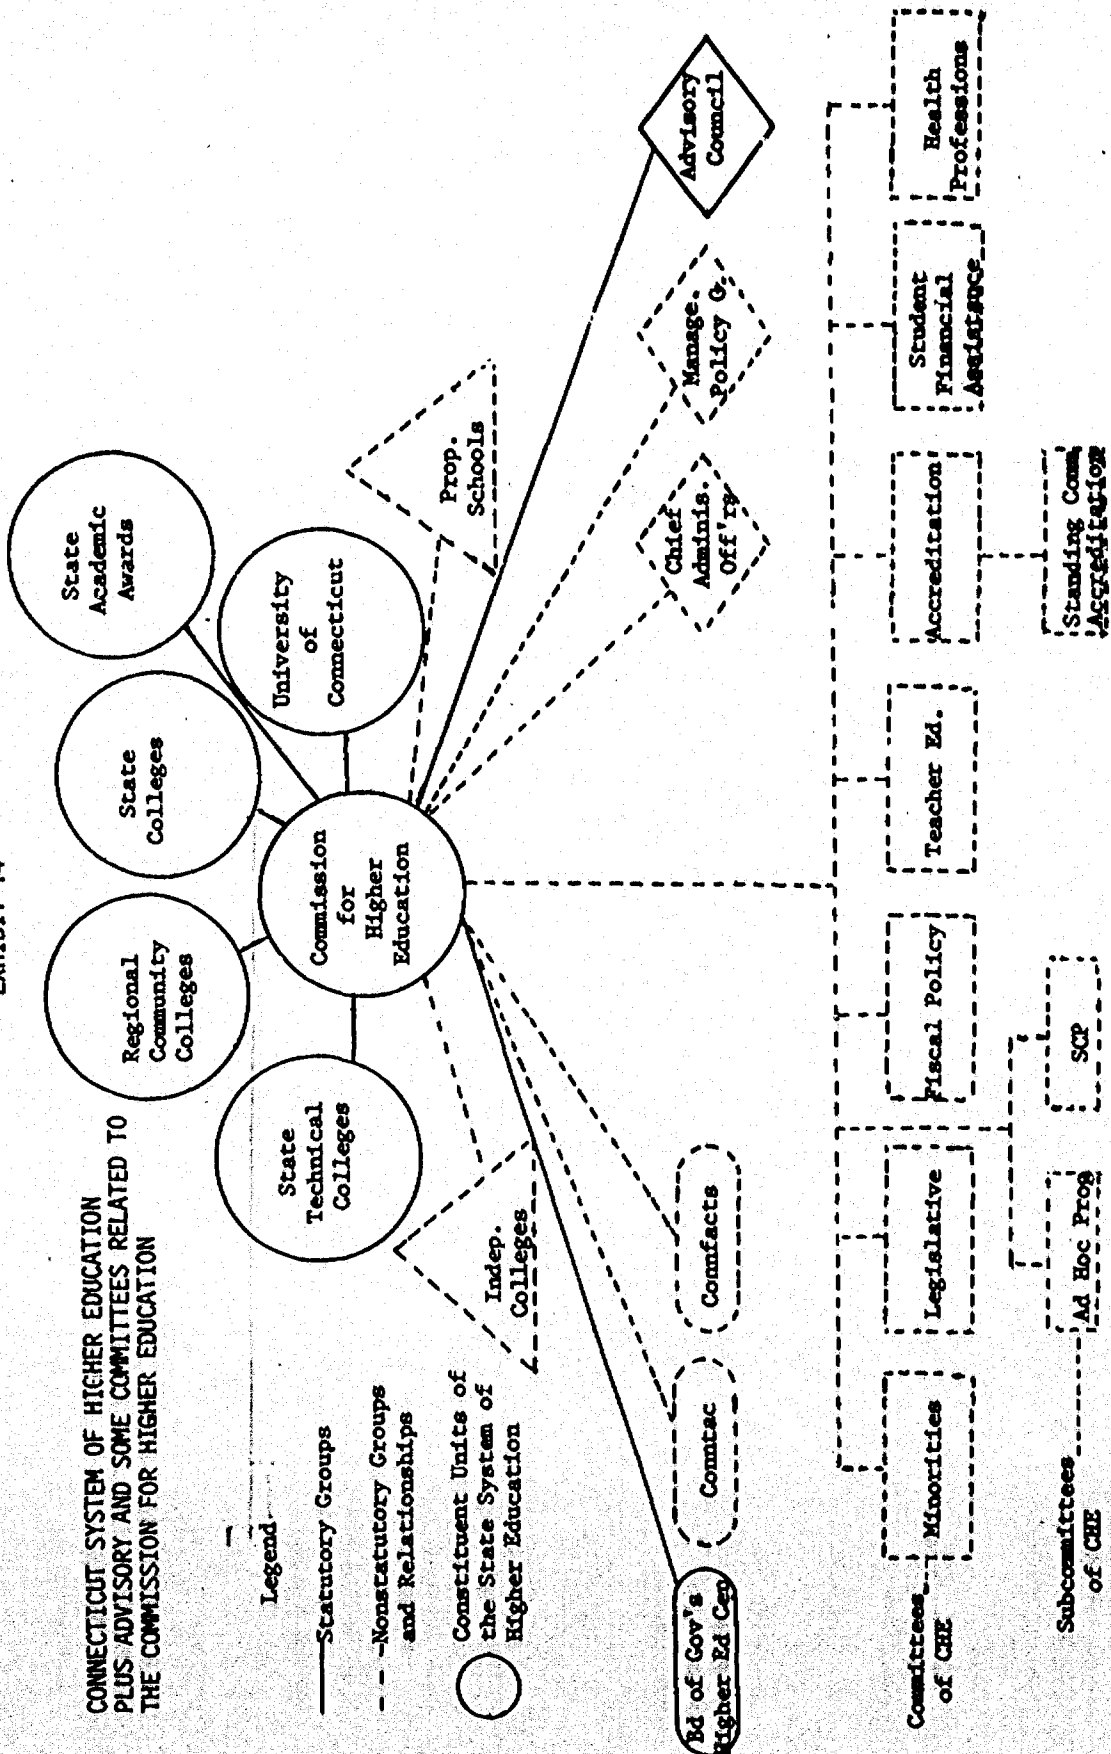 EXHIBIT 14
CONNECTICUT SYSTEM OF HIGHER EDUCATION
PLUS ADVISORY AND SOME COMMITTEES RELATED TO
THE COMMISSION FOR HIGHER EDUCATION
Legend
Statutory Groups
Nonstatutory Groups
and Relationships
Constituent Units of
the State System of
Higher Education
State
Technical
Colleges
Regional
Community
Colleges
State
Colleges
State
Academic
Awards
University
of
Connecticut
Commission
for
Higher
Education
Indep.
Colleges
Prop.
Schools
Bd of Gov's
Higher Ed Cen
Conntac
Connfacts
Chief
Adminis.
Off'rs
Manage.
Policy G.
Advisory
Council
Committees
of CHE
Minorities
Legislative
Fiscal Policy
Teacher Ed.
Accreditation
Student
Financial
Assistance
Health
Professions
Subcommittees
of CHE
Ad Hoc Prog
SCP
Standing Comm
Accreditation